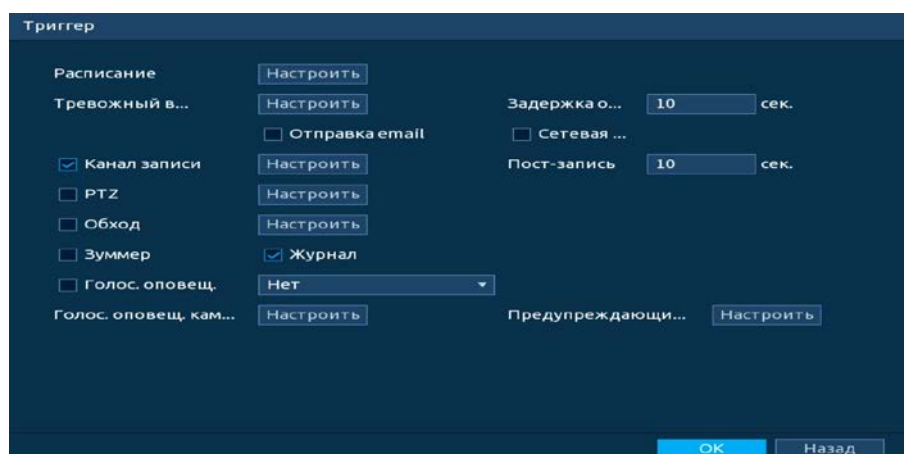 Триггер
Расписание Настроить
Тревожный в... Настроить Задержка о... 10 сек.
Отправка email Сетевая ...
Канал записи Настроить Пост-запись 10 сек.
PTZ Настроить
Обход Настроить
Зуммер Журнал
Голос. оповещ. Нет
Голос. оповещ. кам... Настроить Предупреждающи... Настроить
OK Назад